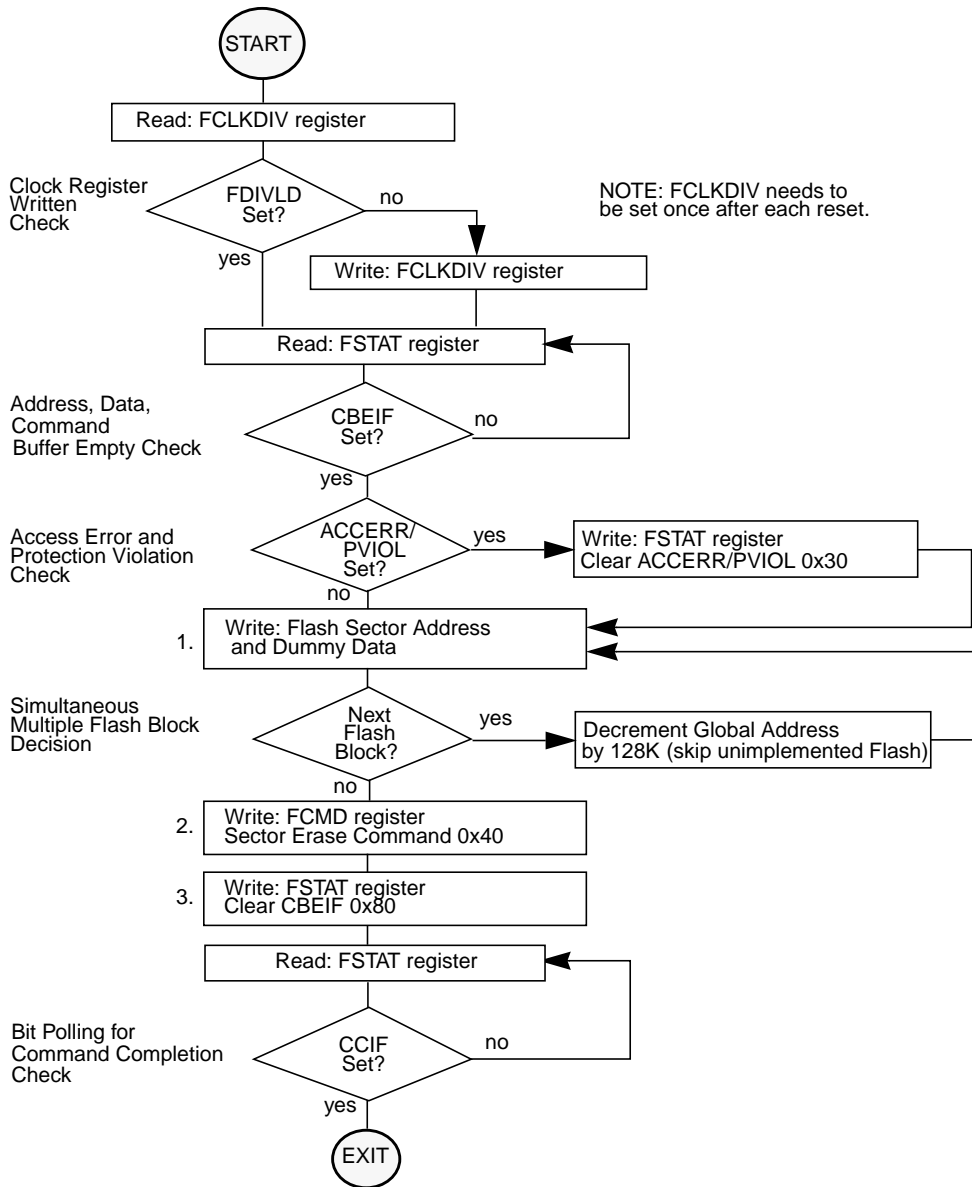 START
Read: FCLKDIV register
Clock Register
Written
Check
FDIVLD
Set?
no
yes
NOTE: FCLKDIV needs to
be set once after each reset.
Write: FCLKDIV register
Read: FSTAT register
Address, Data,
Command
Buffer Empty Check
CBEIF
Set?
no
yes
Access Error and
Protection Violation
Check
ACCERR/
PVIOL
Set?
yes
no
Write: FSTAT register
Clear ACCERR/PVIOL 0x30
1.
Write: Flash Sector Address
and Dummy Data
Simultaneous
Multiple Flash Block
Decision
Next
Flash
Block?
yes
no
Decrement Global Address
by 128K (skip unimplemented Flash)
2.
Write: FCMD register
Sector Erase Command 0x40
3.
Write: FSTAT register
Clear CBEIF 0x80
Read: FSTAT register
Bit Polling for
Command Completion
Check
CCIF
Set?
no
yes
EXIT